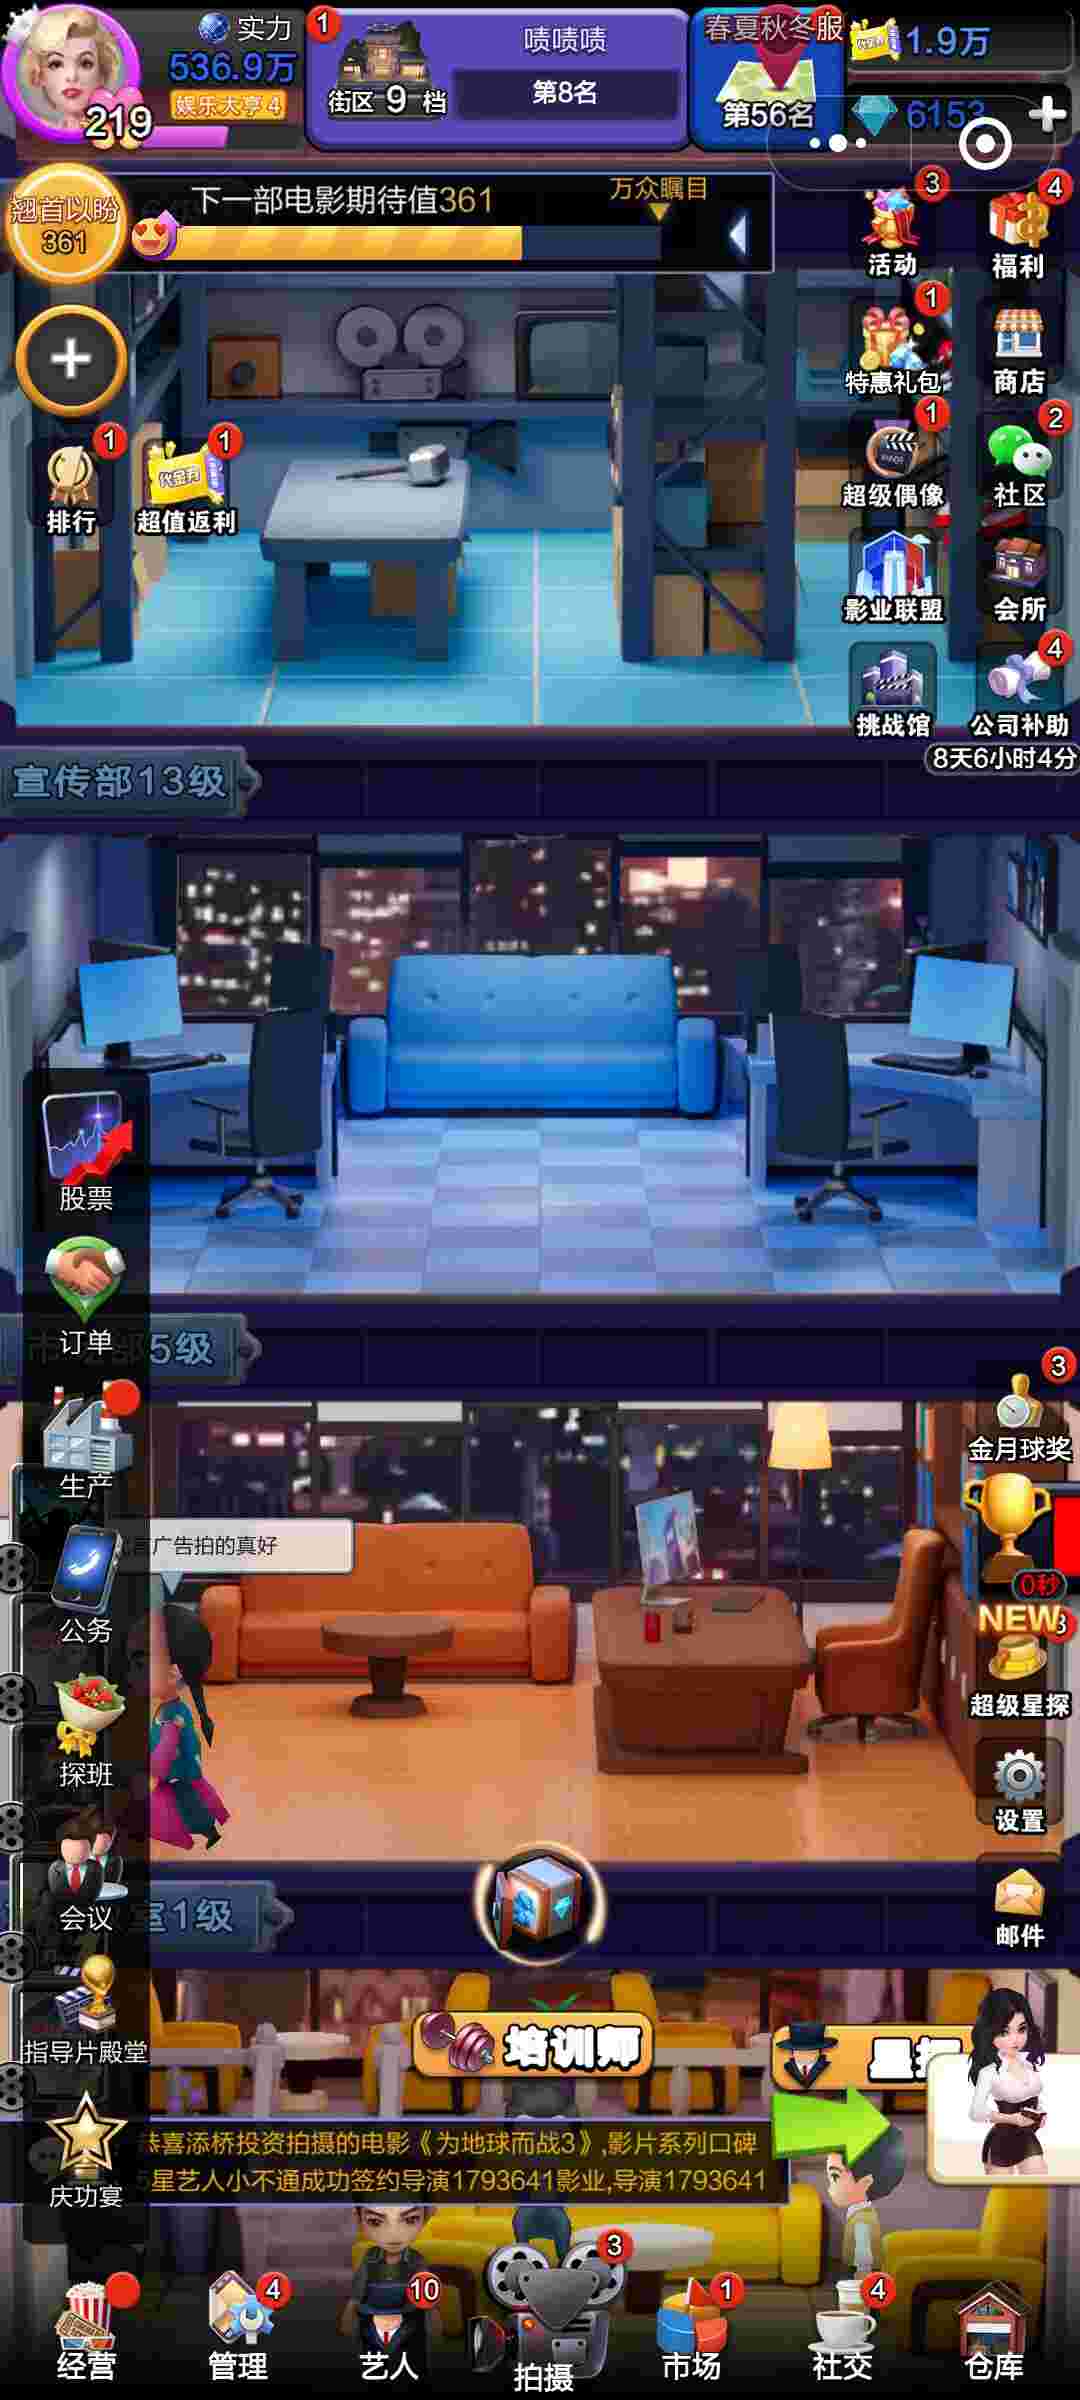 实力
536.9万
娱乐大亨 4
219
1
街区 9 档
啧啧啧
第8名
春夏秋冬服
第56名
代金券
1.9万
6153
翘首以盼
361
下一部电影期待值361
万众瞩目
3
活动
4
福利
1
特惠礼包
商店
1
超级偶像
2
社区
影业联盟
会所
挑战馆
4
公司补助
8天6小时4分
1
排行
1
代金券
超值返利
宣传部13级
股票
订单
5级
生产
广告拍的真好
公务
探班
会议
室1级
指导片殿堂
庆功宴
3
金月球奖
0秒
NEW
3
超级星探
设置
邮件
培训师
恭喜添桥投资拍摄的电影《为地球而战3》,影片系列口碑
星艺人小不通成功签约导演1793641影业,导演1793641
经营
4
管理
10
艺人
3
拍摄
1
市场
4
社交
仓库